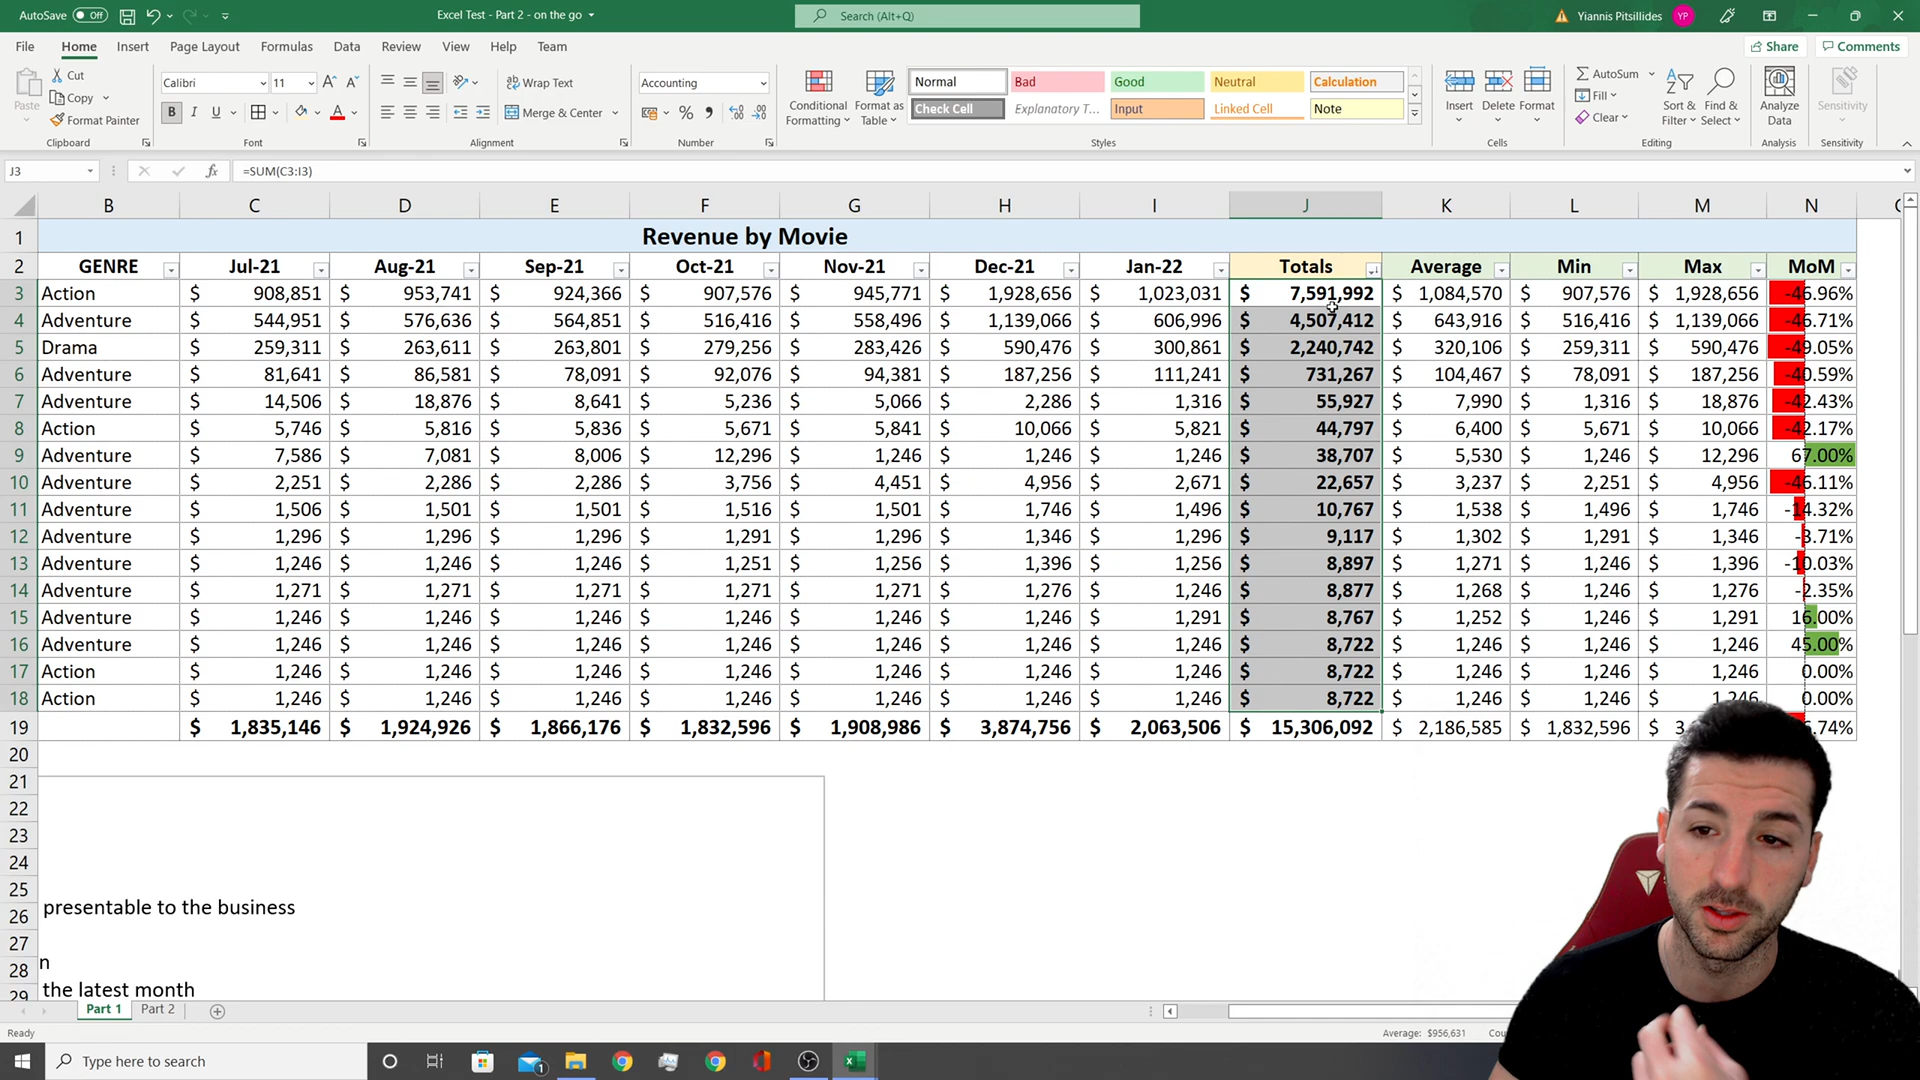 AutoSave Off Excel Test - Part 2 - on the go Search (Alt+Q) Yiannis Pitsillides YP
File Home Insert Page Layout Formulas Data Review View Help Team Share Comments
Paste Cut Copy Format Painter Clipboard
Calibri 11 B I U Font
Wrap Text Merge & Center Alignment
Accounting Number
Conditional Formatting Format as Table
Normal Bad Good Neutral Calculation
Check Cell Explanatory T... Input Linked Cell Note
Styles
Insert Delete Format Cells
AutoSum Fill Clear Sort & Filter Find & Select Editing
Analyze Data Analysis
Sensitivity Sensitivity
J3 fx =SUM(C3:I3)
B C D E F G H I J K L M N
1 Revenue by Movie
2 GENRE Jul-21 Aug-21 Sep-21 Oct-21 Nov-21 Dec-21 Jan-22 Totals Average Min Max MoM
3 Action $ 908,851 $ 953,741 $ 924,366 $ 907,576 $ 945,771 $ 1,928,656 $ 1,023,031 $ 7,591,992 $ 1,084,570 $ 907,576 $ 1,928,656 -46.96%
4 Adventure $ 544,951 $ 576,636 $ 564,851 $ 516,416 $ 558,496 $ 1,139,066 $ 606,996 $ 4,507,412 $ 643,916 $ 516,416 $ 1,139,066 -46.71%
5 Drama $ 259,311 $ 263,611 $ 263,801 $ 279,256 $ 283,426 $ 590,476 $ 300,861 $ 2,240,742 $ 320,106 $ 259,311 $ 590,476 -49.05%
6 Adventure $ 81,641 $ 86,581 $ 78,091 $ 92,076 $ 94,381 $ 187,256 $ 111,241 $ 731,267 $ 104,467 $ 78,091 $ 187,256 -40.59%
7 Adventure $ 14,506 $ 18,876 $ 8,641 $ 5,236 $ 5,066 $ 2,286 $ 1,316 $ 55,927 $ 7,990 $ 1,316 $ 18,876 -42.43%
8 Action $ 5,746 $ 5,816 $ 5,836 $ 5,671 $ 5,841 $ 10,066 $ 5,821 $ 44,797 $ 6,400 $ 5,671 $ 10,066 -42.17%
9 Adventure $ 7,586 $ 7,081 $ 8,006 $ 12,296 $ 1,246 $ 1,246 $ 1,246 $ 38,707 $ 5,530 $ 1,246 $ 12,296 67.00%
10 Adventure $ 2,251 $ 2,286 $ 2,286 $ 3,756 $ 4,451 $ 4,956 $ 2,671 $ 22,657 $ 3,237 $ 2,251 $ 4,956 -46.11%
11 Adventure $ 1,506 $ 1,501 $ 1,501 $ 1,516 $ 1,501 $ 1,746 $ 1,496 $ 10,767 $ 1,538 $ 1,496 $ 1,746 -14.32%
12 Adventure $ 1,296 $ 1,296 $ 1,296 $ 1,291 $ 1,296 $ 1,346 $ 1,296 $ 9,117 $ 1,302 $ 1,291 $ 1,346 -3.71%
13 Adventure $ 1,246 $ 1,246 $ 1,246 $ 1,251 $ 1,256 $ 1,396 $ 1,256 $ 8,897 $ 1,271 $ 1,246 $ 1,396 -10.03%
14 Adventure $ 1,271 $ 1,271 $ 1,271 $ 1,271 $ 1,271 $ 1,276 $ 1,246 $ 8,877 $ 1,268 $ 1,246 $ 1,276 -2.35%
15 Adventure $ 1,246 $ 1,246 $ 1,246 $ 1,246 $ 1,246 $ 1,246 $ 1,291 $ 8,767 $ 1,252 $ 1,246 $ 1,291 16.00%
16 Adventure $ 1,246 $ 1,246 $ 1,246 $ 1,246 $ 1,246 $ 1,246 $ 1,246 $ 8,722 $ 1,246 $ 1,246 $ 1,246 45.00%
17 Action $ 1,246 $ 1,246 $ 1,246 $ 1,246 $ 1,246 $ 1,246 $ 1,246 $ 8,722 $ 1,246 $ 1,246 $ 1,246 0.00%
18 Action $ 1,246 $ 1,246 $ 1,246 $ 1,246 $ 1,246 $ 1,246 $ 1,246 $ 8,722 $ 1,246 $ 1,246 $ 1,246 0.00%
19 $ 1,835,146 $ 1,924,926 $ 1,866,176 $ 1,832,596 $ 1,908,986 $ 3,874,756 $ 2,063,506 $ 15,306,092 $ 2,186,585 $ 1,832,596 $
20
21
22
23
24
25
26 presentable to the business
27
28 n
29 the latest month
Part 1 Part 2
Ready Average: $956,631
Type here to search 1